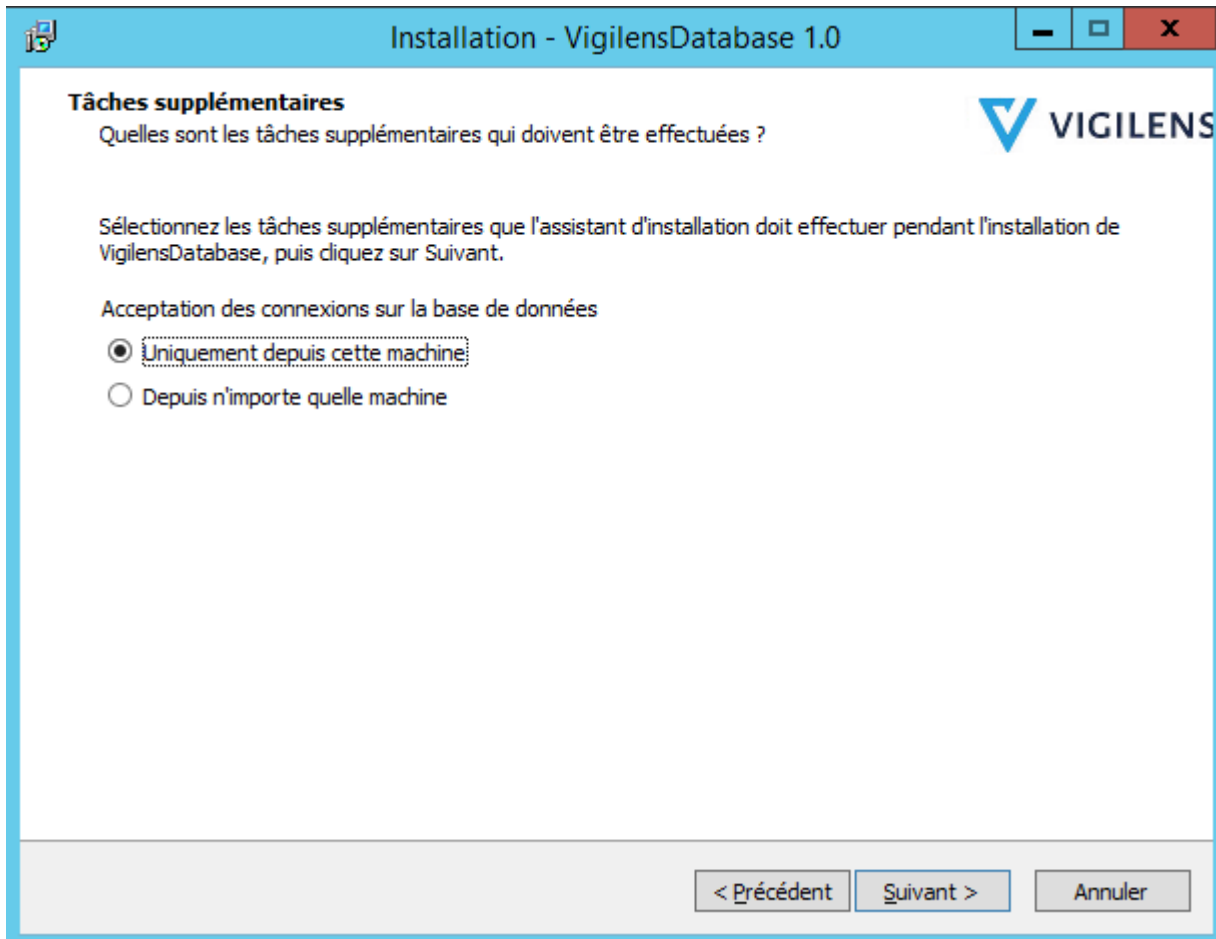 Installation - VigilensDatabase 1.0
Tâches supplémentaires
Quelles sont les tâches supplémentaires qui doivent être effectuées ?
VIGILENS
Sélectionnez les tâches supplémentaires que l'assistant d'installation doit effectuer pendant l'installation de
VigilensDatabase, puis cliquez sur Suivant.
Acceptation des connexions sur la base de données
Uniquement depuis cette machine
Depuis n'importe quelle machine
< Précédent
Suivant >
Annuler